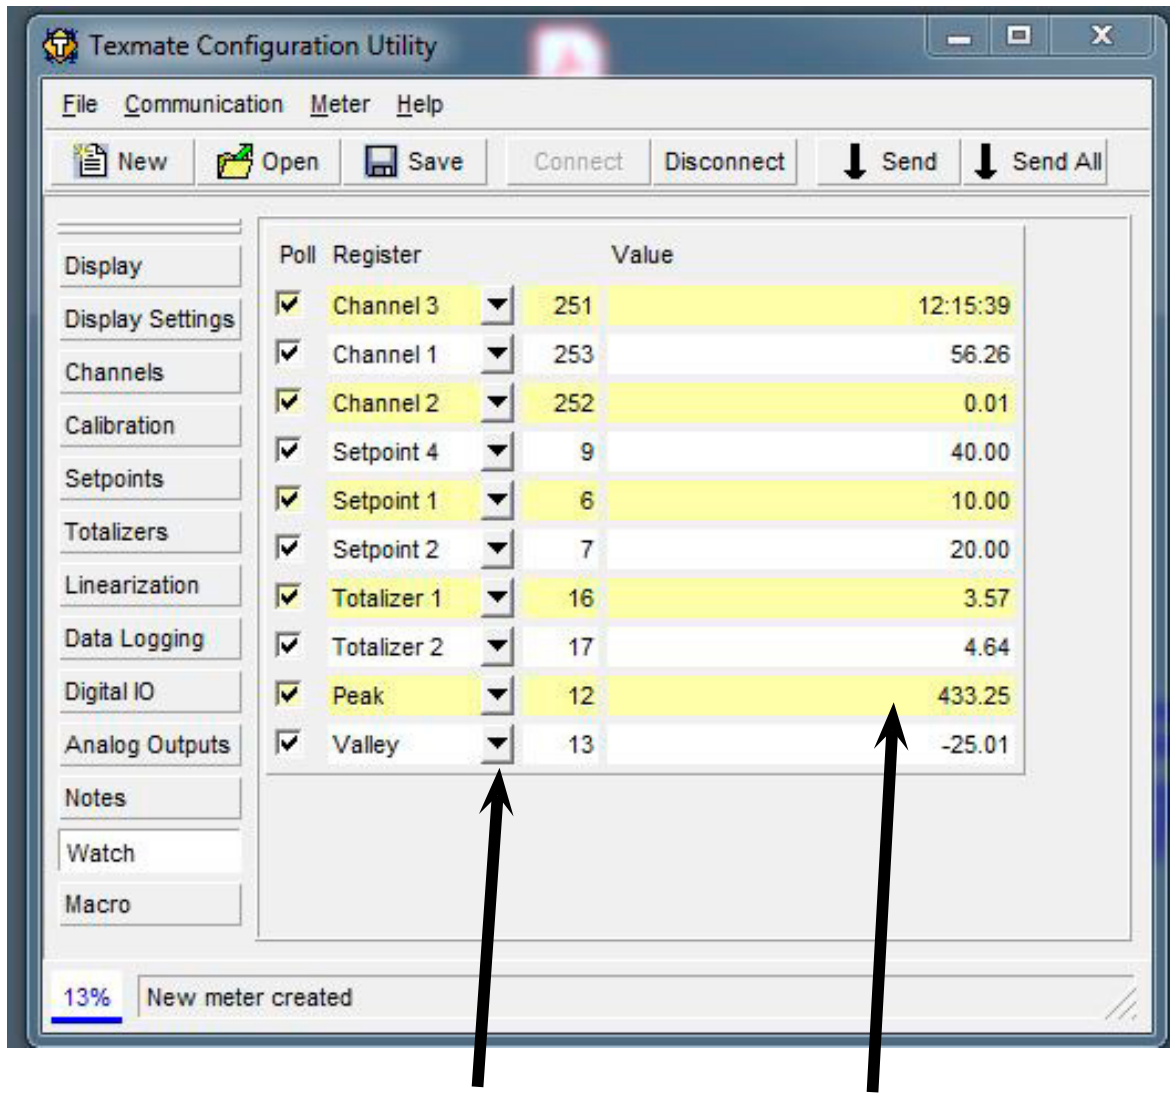 Texmate Configuration Utility
File Communication Meter Help
New Open Save Connect Disconnect Send Send All
Display
Display Settings
Channels
Calibration
Setpoints
Totalizers
Linearization
Data Logging
Digital IO
Analog Outputs
Notes
Watch
Macro
Poll Register Value
Channel 3 251 12:15:39
Channel 1 253 56.26
Channel 2 252 0.01
Setpoint 4 9 40.00
Setpoint 1 6 10.00
Setpoint 2 7 20.00
Totalizer 1 16 3.57
Totalizer 2 17 4.64
Peak 12 433.25
Valley 13 -25.01
13% New meter created